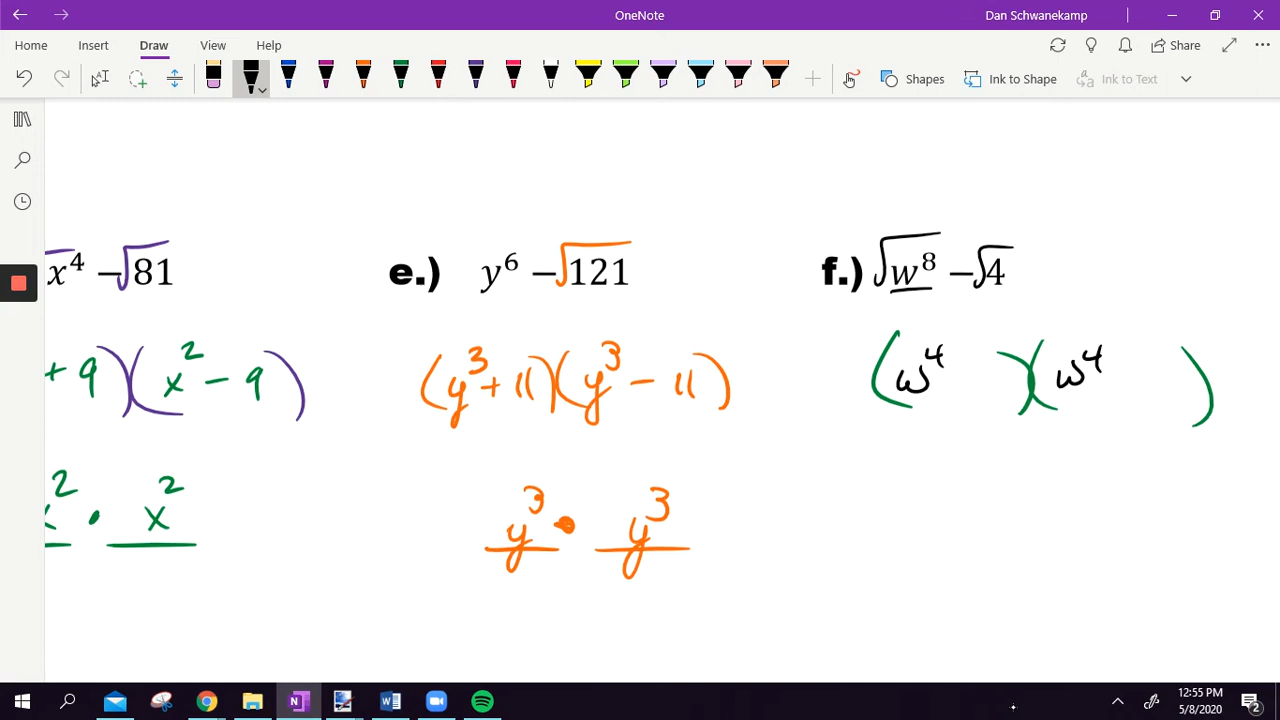 OneNote
Dan Schwanekamp
Home Insert Draw View Help
Share
Shapes Ink to Shape Ink to Text
x⁴ − √81 e.) y⁶ − √121 f.) √w⁸ − √4
+ 9)(x² − 9) (y³ + 11)(y³ − 11) (w⁴ )(w⁴ )
² • x² y³ • y³
12:55 PM
5/8/2020
2